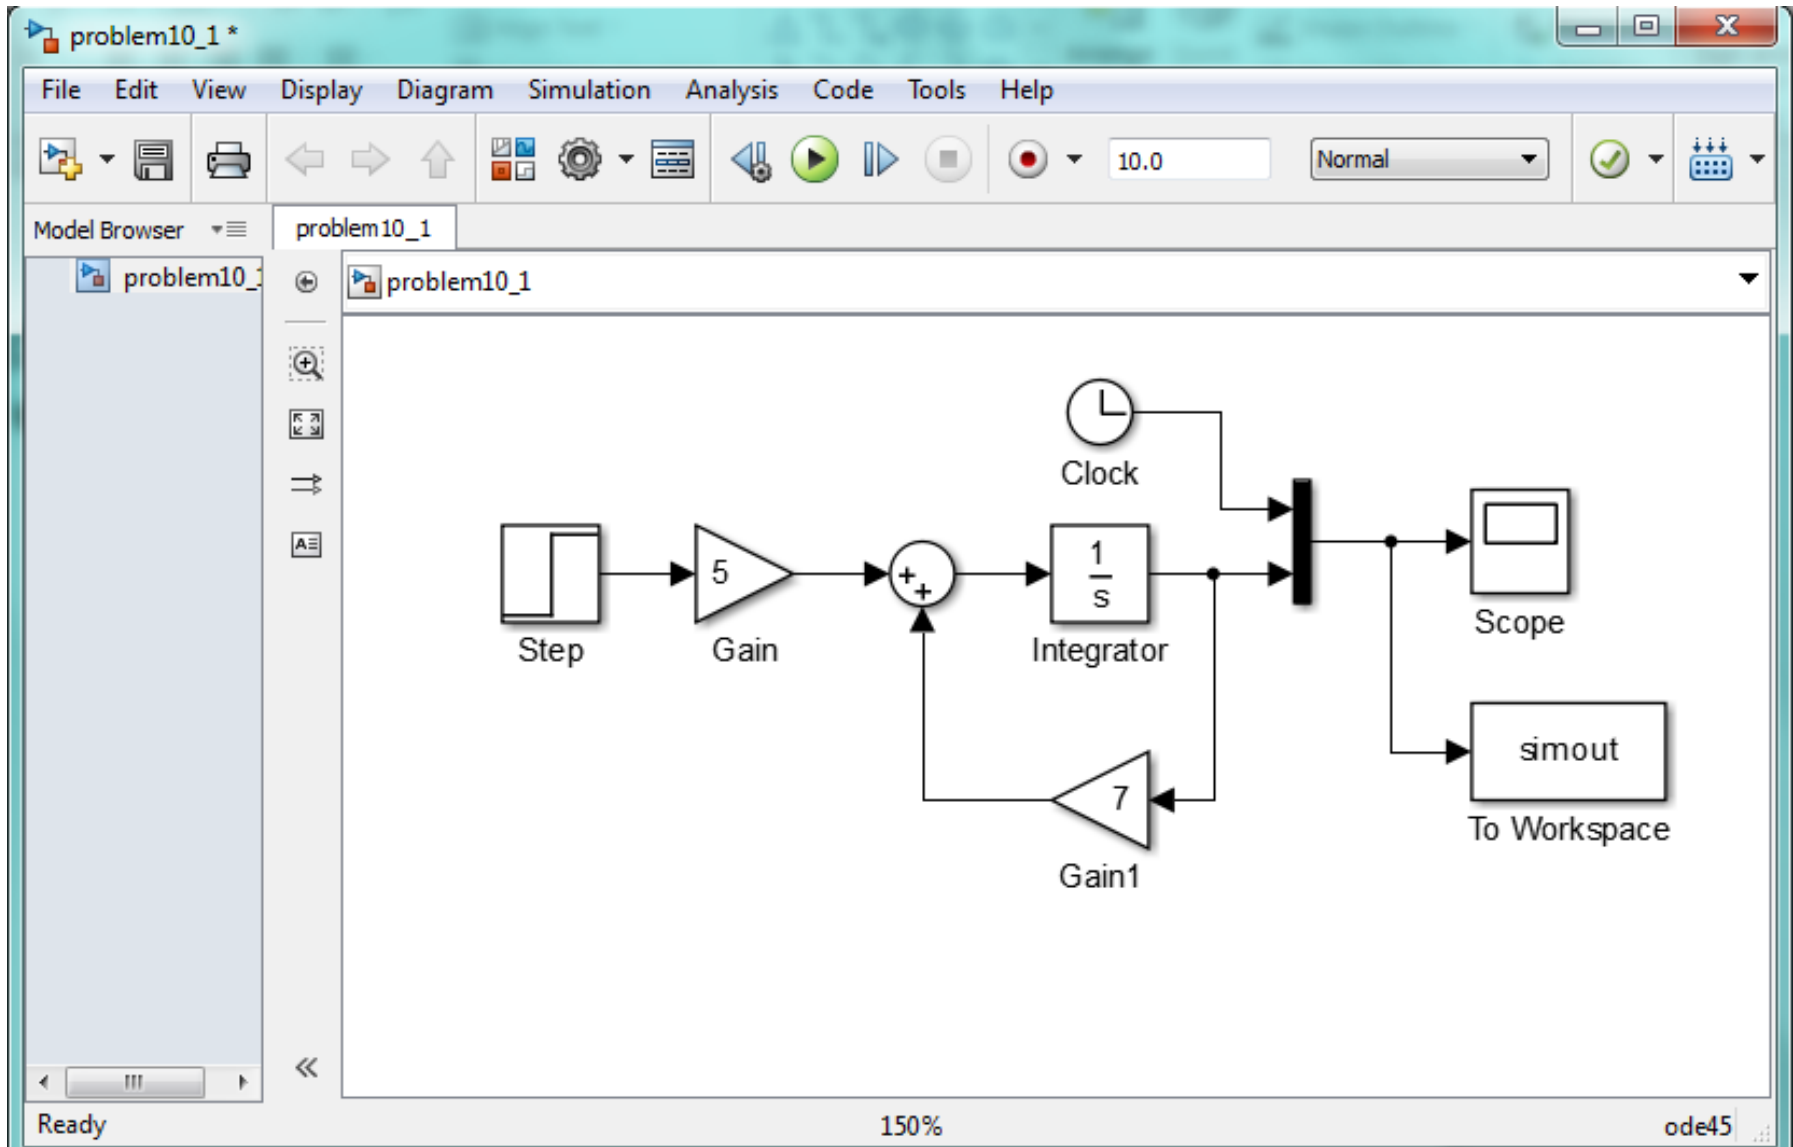 problem10_1 *
File Edit View Display Diagram Simulation Analysis Code Tools Help
10.0 Normal
Model Browser problem10_1
problem10_1 problem10_1
Clock
5
+
+
1
s
Step Gain Integrator Scope
simout
7
To Workspace
Gain1
Ready 150% ode45